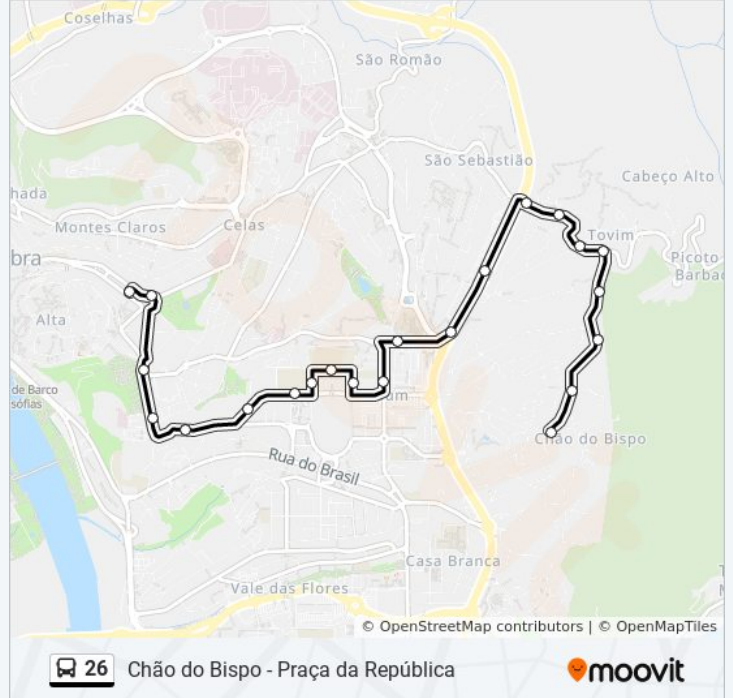 Coselhas
São Romão
São Sebastião
Cabeço Alto
hada
Montes Claros
Celas
Tovim
Picoto
Barbad
bra
Alta
de Barco
sófias
um
Chão do Bispo
Rua do Brasil
Casa Branca
Vale das Flores
© OpenStreetMap contributors | © OpenMapTiles
26 Chão do Bispo - Praça da República
moovit